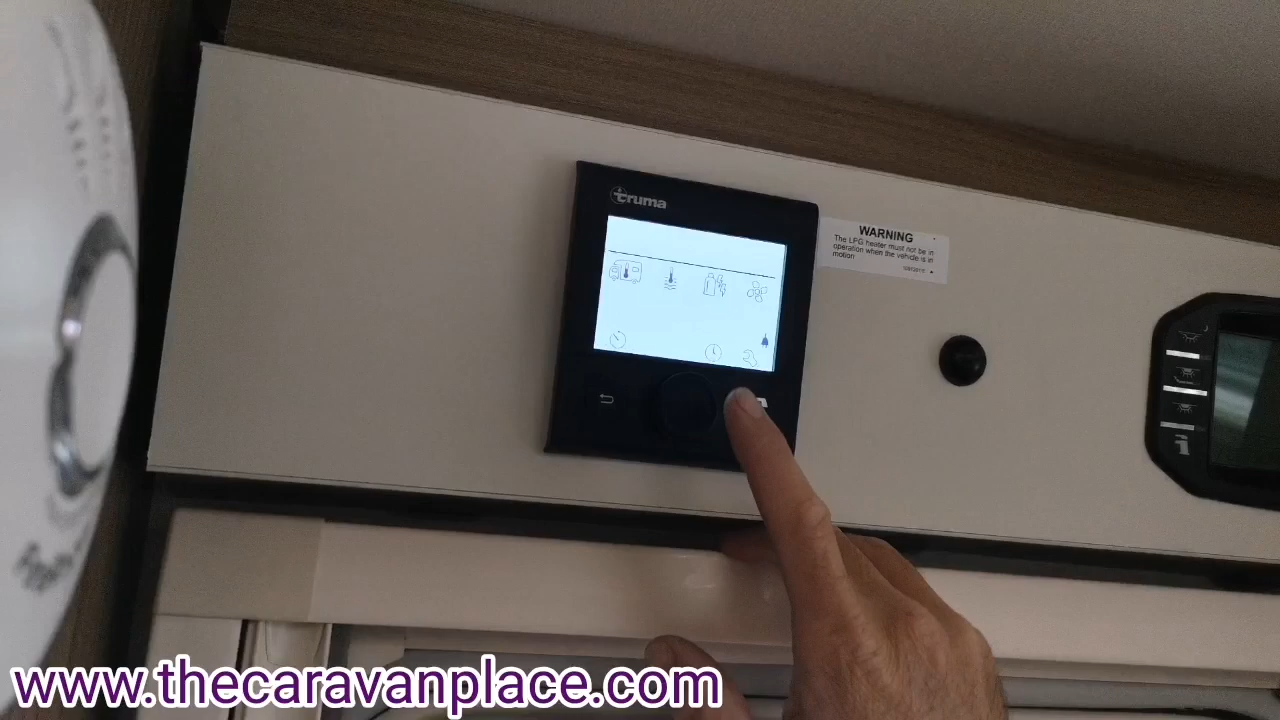 truma
WARNING
The LPG heater must not be in
operation when the vehicle is in
motion
www.thecaravanplace.com